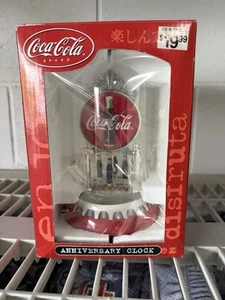 Coca-Cola
楽しん
$19.99
Coca-Cola
en
disfruta
ANNIVERSARY CLOCK